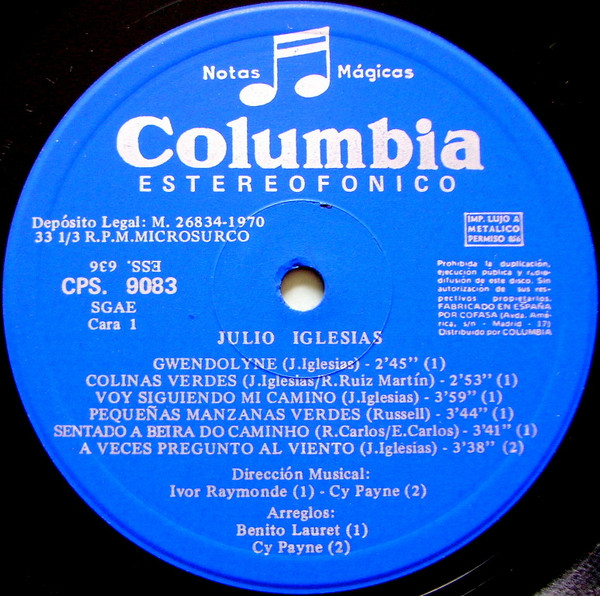 Notas Mágicas
Columbia
ESTEREOFONICO
Depósito Legal: M. 26834-1970
33 1/3 R.P.M.MICROSURCO
IMP. LUJO A
METALICO
PERMISO 816
ESS. 636
CPS. 9083
SGAE
Cara 1
Prohibida la duplicación,
ejecución publica y radio-
difusión de este disco. Sin
autorización de sus res-
pectivos propietarios.
FABRICADO EN ESPAÑA
POR COFASA (Avda. Amé-
rica, s/n - Madrid - 17)
Distribuido por COLUMBIA
JULIO IGLESIAS
GWENDOLYNE (J.Iglesias) - 2'45" (1)
COLINAS VERDES (J.Iglesias/R.Ruiz Martín) - 2'53" (1)
VOY SIGUIENDO MI CAMINO (J.Iglesias) - 3'59" (1)
PEQUEÑAS MANZANAS VERDES (Russell) - 3'44" (1)
SENTADO A BEIRA DO CAMINHO (R.Carlos/E.Carlos) - 3'41" (1)
A VECES PREGUNTO AL VIENTO (J.Iglesias) - 3'38" (2)
Dirección Musical:
Ivor Raymonde (1) - Cy Payne (2)
Arreglos:
Benito Lauret (1)
Cy Payne (2)